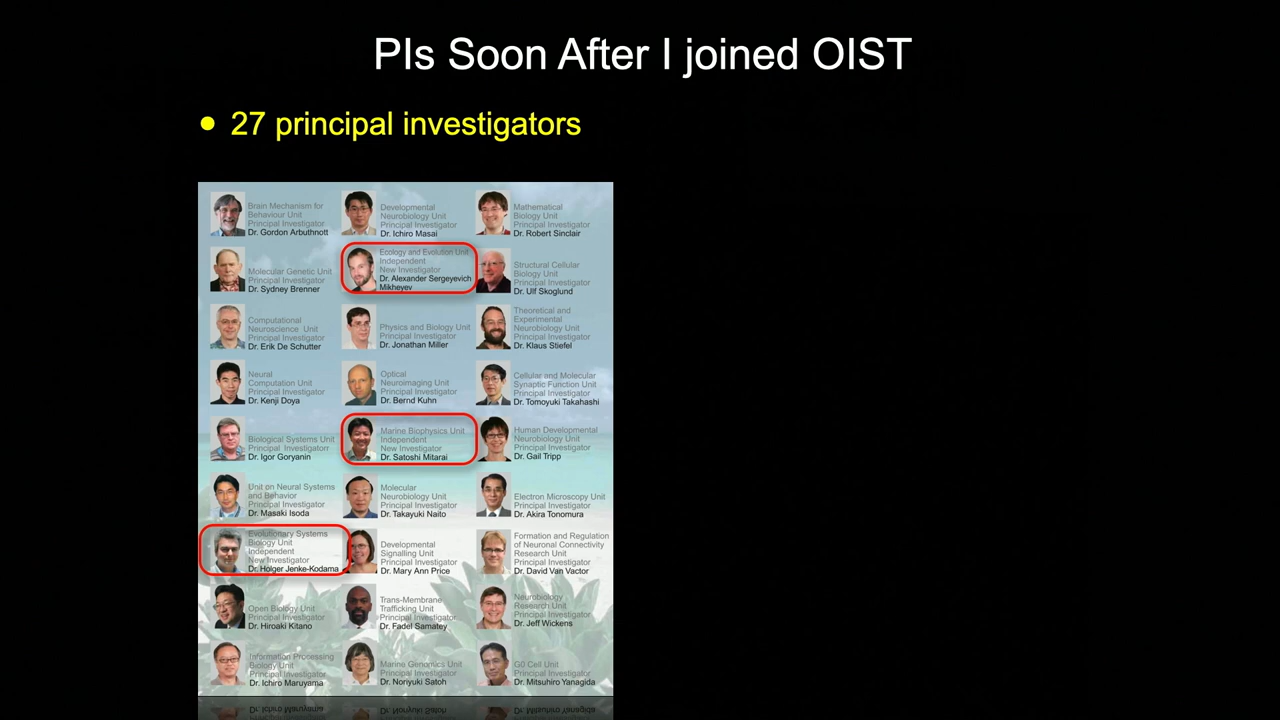 PIs Soon After I joined OIST
• 27 principal investigators
Brain Mechanism for
Behaviour Unit
Principal Investigator
Dr. Gordon Arbuthnott
Developmental
Neurobiology Unit
Principal Investigator
Dr. Ichiro Masai
Mathematical
Biology Unit
Principal Investigator
Dr. Robert Sinclair
Molecular Genetic Unit
Principal Investigator
Dr. Sydney Brenner
Ecology and Evolution Unit
Independent
New Investigator
Dr. Alexander Sergeyevich
Mikheyev
Structural Cellular
Biology Unit
Principal Investigator
Dr. Ulf Skoglund
Computational
Neuroscience Unit
Principal Investigator
Dr. Erik De Schutter
Physics and Biology Unit
Principal Investigator
Dr. Jonathan Miller
Theoretical and
Experimental
Neurobiology Unit
Principal Investigator
Dr. Klaus Stiefel
Neural
Computation Unit
Principal Investigator
Dr. Kenji Doya
Optical
Neuroimaging Unit
Principal Investigator
Dr. Bernd Kuhn
Cellular and Molecular
Synaptic Function Unit
Principal Investigator
Dr. Tomoyuki Takahashi
Biological Systems Unit
Principal Investigatorr
Dr. Igor Goryanin
Marine Biophysics Unit
Independent
New Investigator
Dr. Satoshi Mitarai
Human Developmental
Neurobiology Unit
Principal Investigator
Dr. Gail Tripp
Unit on Neural Systems
and Behavior
Principal Investigator
Dr. Masaki Isoda
Molecular
Neurobiology Unit
Principal Investigator
Dr. Takayuki Naito
Electron Microscopy Unit
Principal Investigator
Dr. Akira Tonomura
Evolutionary Systems
Biology Unit
Independent
New Investigator
Dr. Holger Jenke-Kodama
Developmental
Signalling Unit
Principal Investigator
Dr. Mary Ann Price
Formation and Regulation
of Neuronal Connectivity
Research Unit
Principal Investigator
Dr. David Van Vactor
Open Biology Unit
Principal Investigator
Dr. Hiroaki Kitano
Trans-Membrane
Trafficking Unit
Principal Investigator
Dr. Fadel Samatey
Neurobiology
Research Unit
Principal Investigator
Dr. Jeff Wickens
Information Processing
Biology Unit
Principal Investigator
Dr. Ichiro Maruyama
Marine Genomics Unit
Principal Investigator
Dr. Noriyuki Satoh
G0 Cell Unit
Principal Investigator
Dr. Mitsuhiro Yanagida